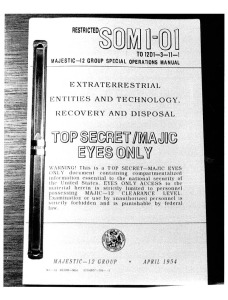 RESTRICTED
SOM1-01
TO 12D1—3—11—1
MAJESTIC—12 GROUP SPECIAL OPERATIONS MANUAL
EXTRATERRESTRIAL
ENTITIES AND TECHNOLOGY,
RECOVERY AND DISPOSAL
TOP SECRET/MAJIC
EYES ONLY
WARNING! This is a TOP SECRET—MAJIC EYES
ONLY document containing compartmentalized
information essential to the national security of
the United States. EYES ONLY ACCESS to the
material herein is strictly limited to personnel
possessing MAJIC—12 CLEARANCE LEVEL.
Examination or use by unauthorized personnel is
strictly forbidden and is punishable by federal
law.
MAJESTIC—12 GROUP • APRIL 1954